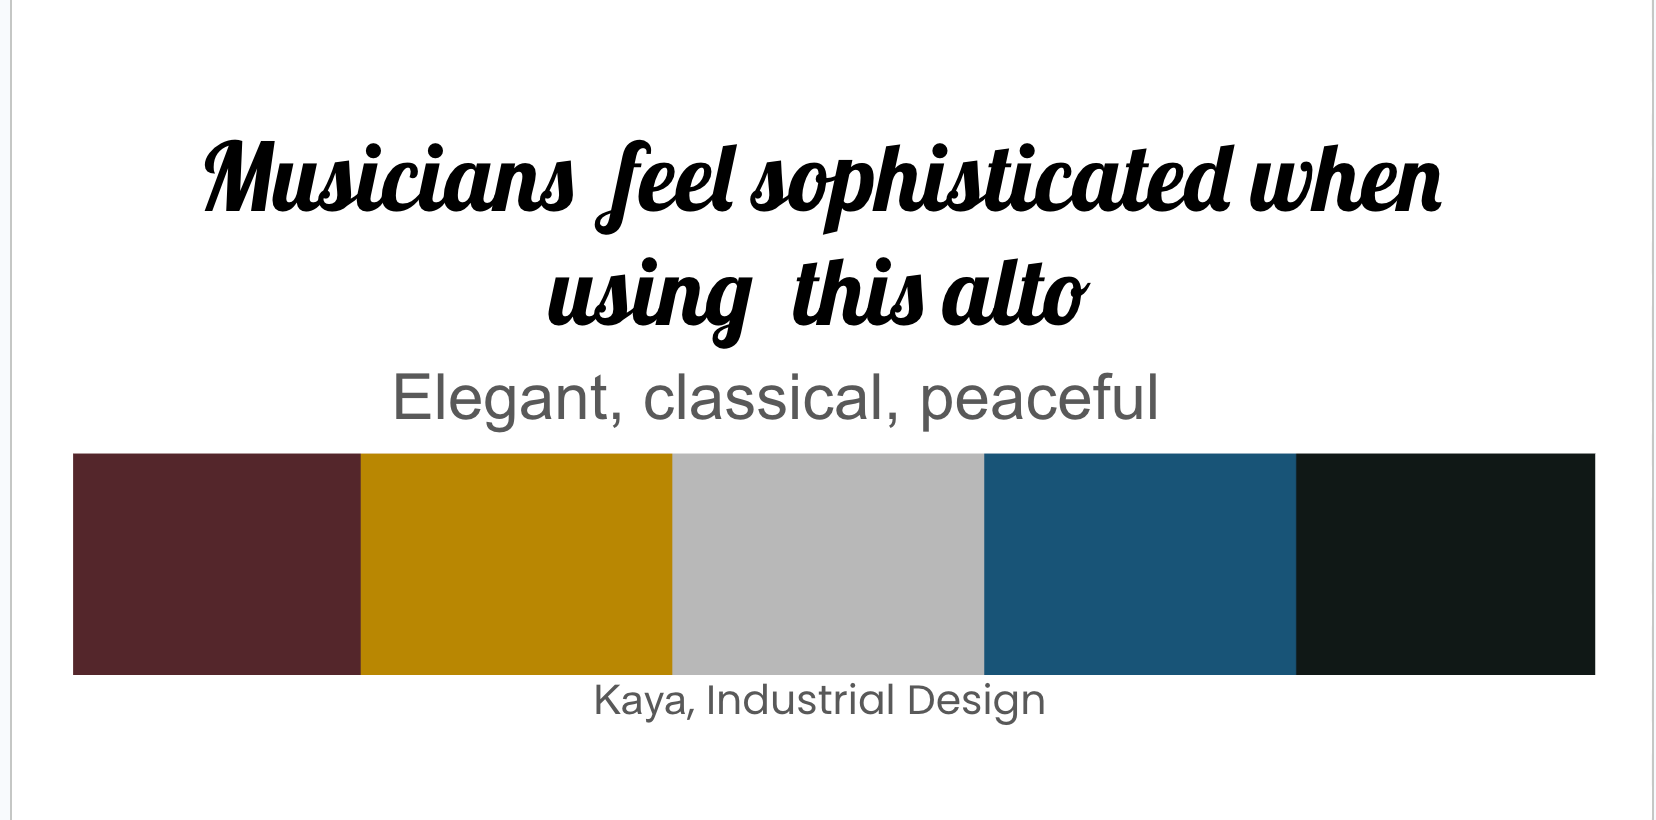 Musicians feel sophisticated when
using this alto
Elegant, classical, peaceful
Kaya, Industrial Design